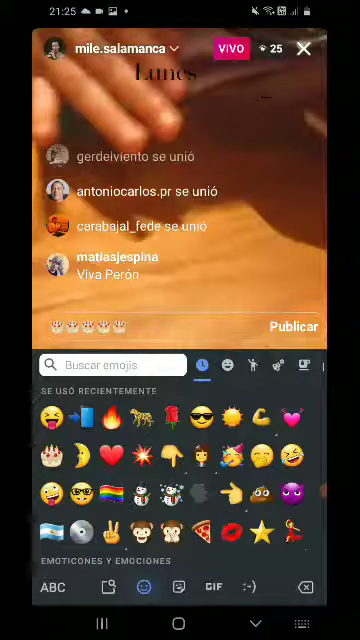 21:25
mile.salamanca
VIVO
25
Lunes
gerdelviento se unió
antoniocarlos.pr se unió
carabajal_fede se unió
matiasjespina
Viva Perón
Publicar
Buscar emojis
SE USÓ RECIENTEMENTE
EMOTICONES Y EMOCIONES
ABC
GIF
:-)